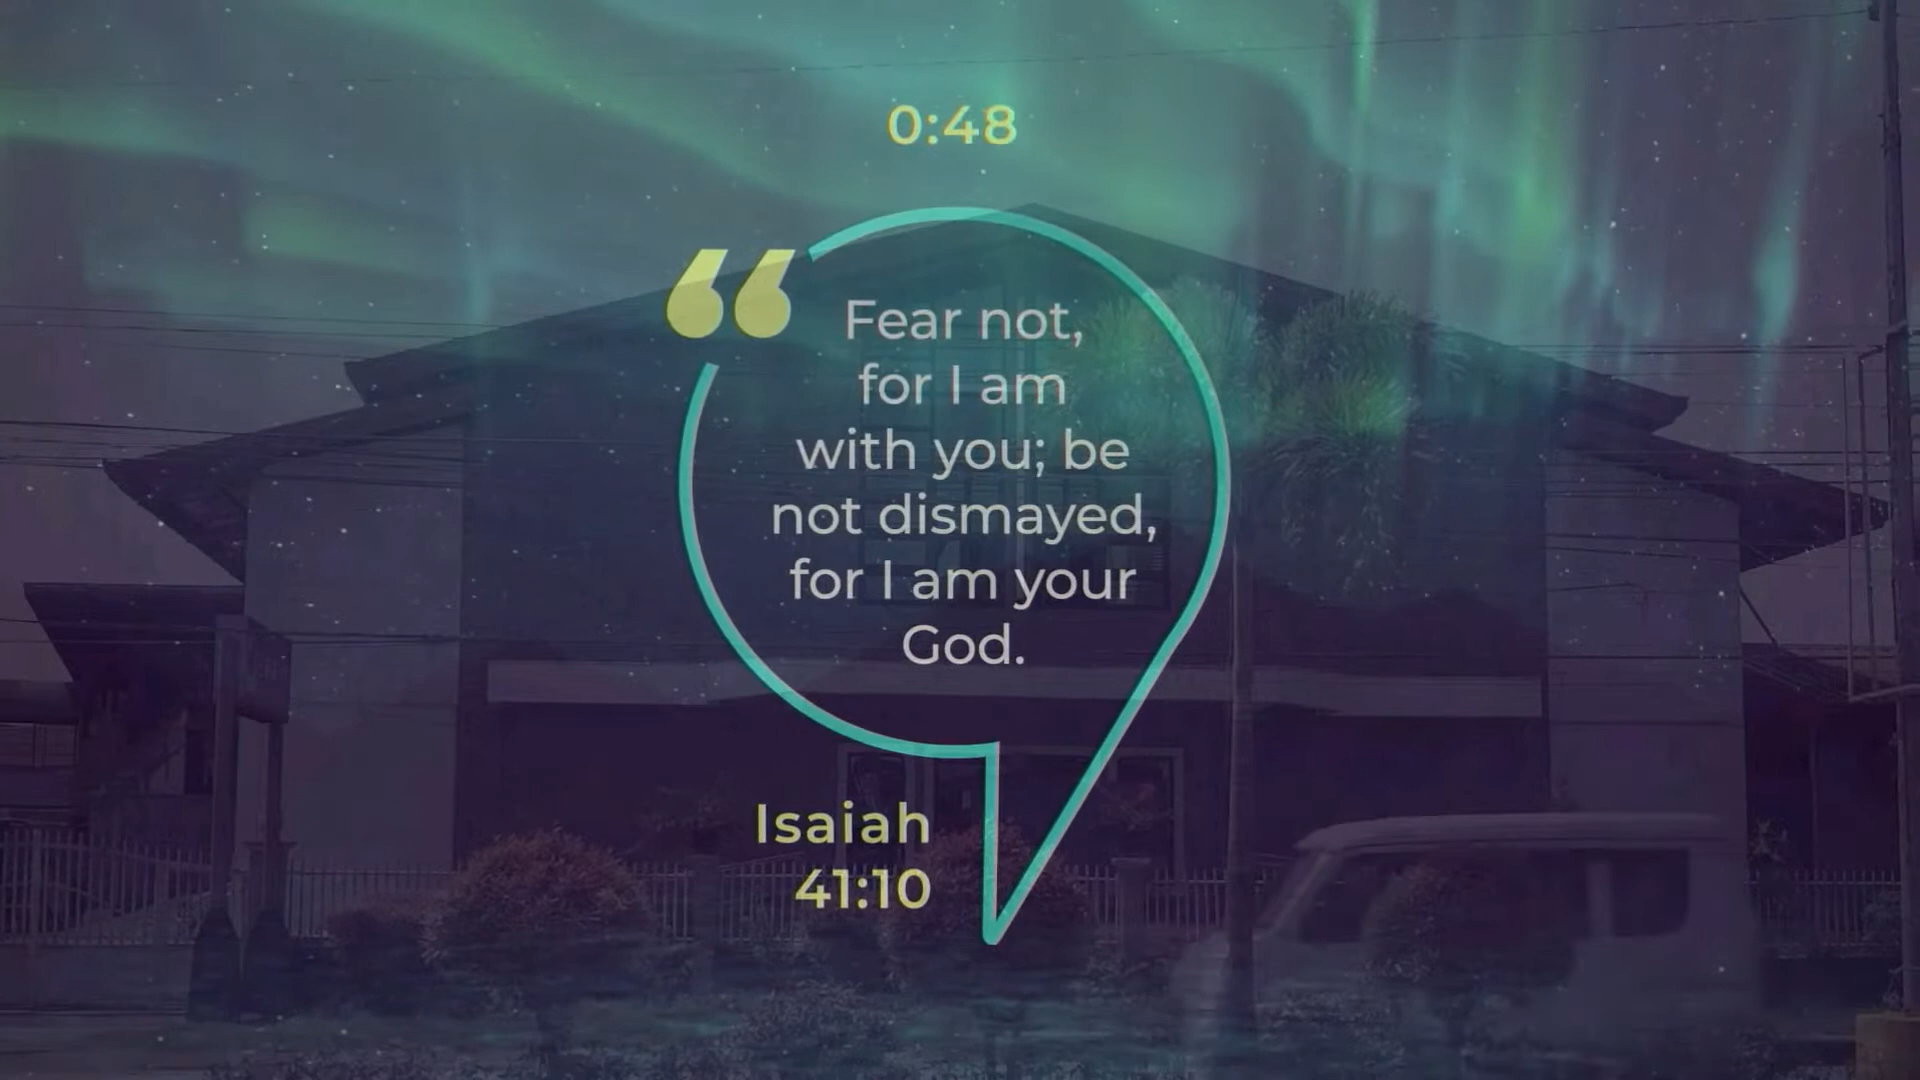 0:48
“
Fear not,
for I am
with you; be
not dismayed,
for I am your
God.
Isaiah
41:10